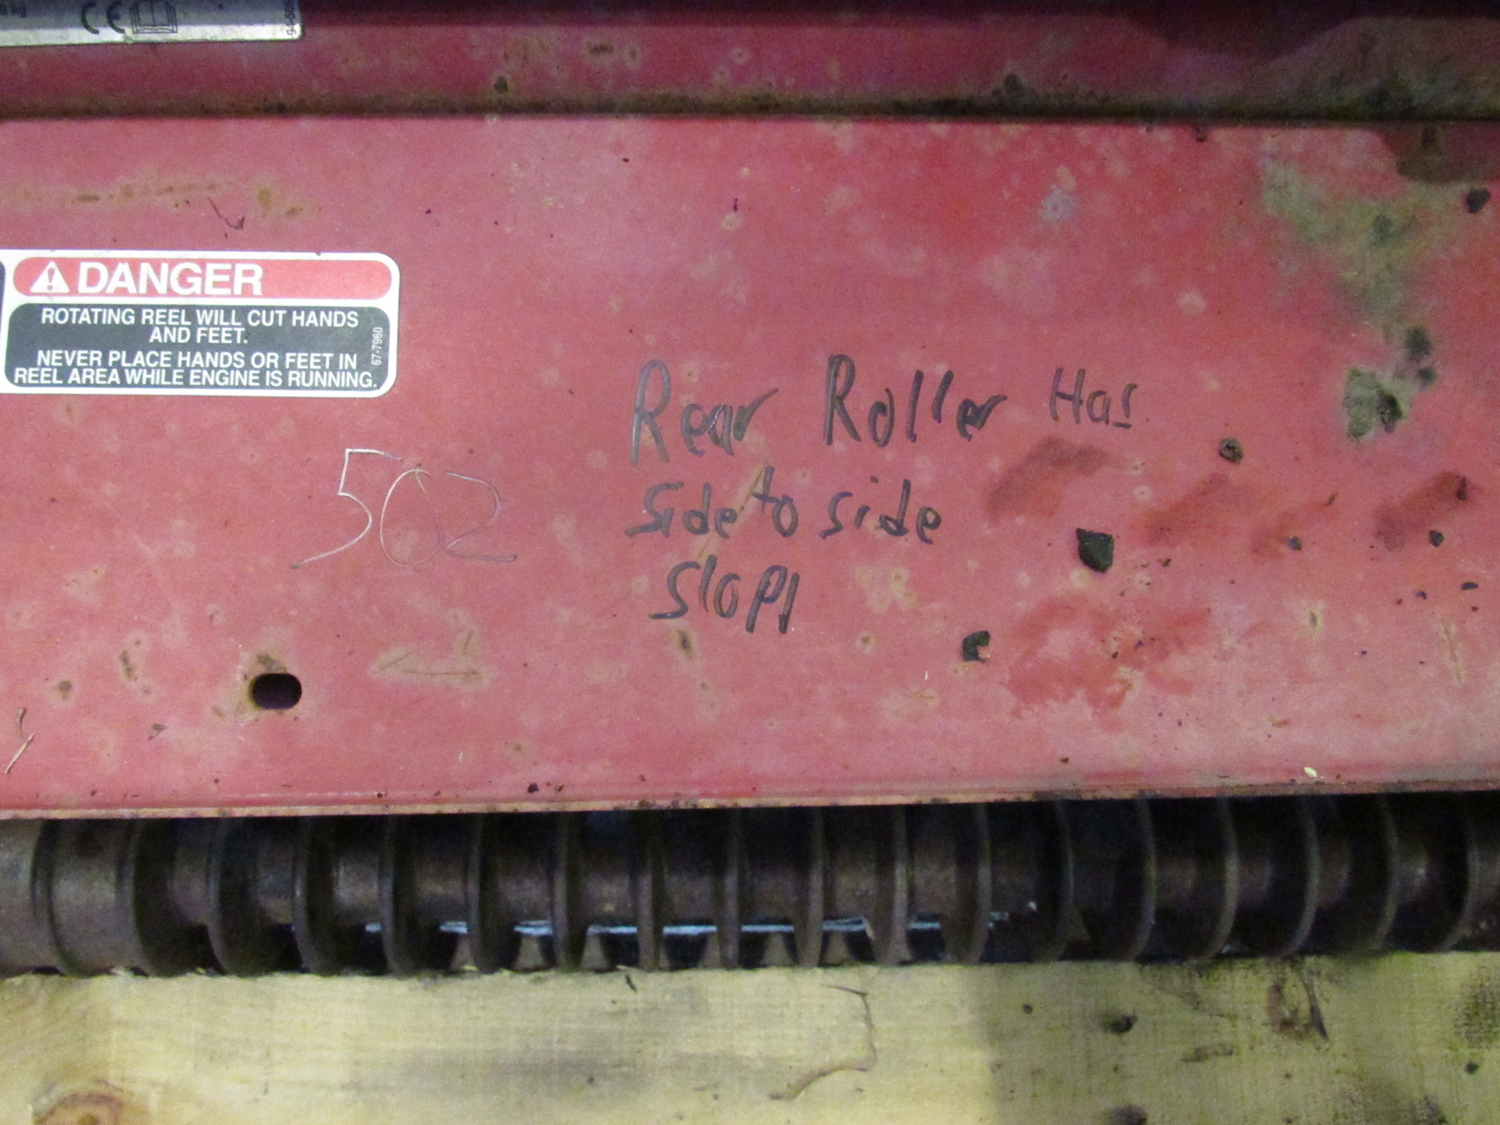 CE
DANGER
ROTATING REEL WILL CUT HANDS
AND FEET.
NEVER PLACE HANDS OR FEET IN
REEL AREA WHILE ENGINE IS RUNNING.
67-7960
502
Rear Roller Has
side to side
slop